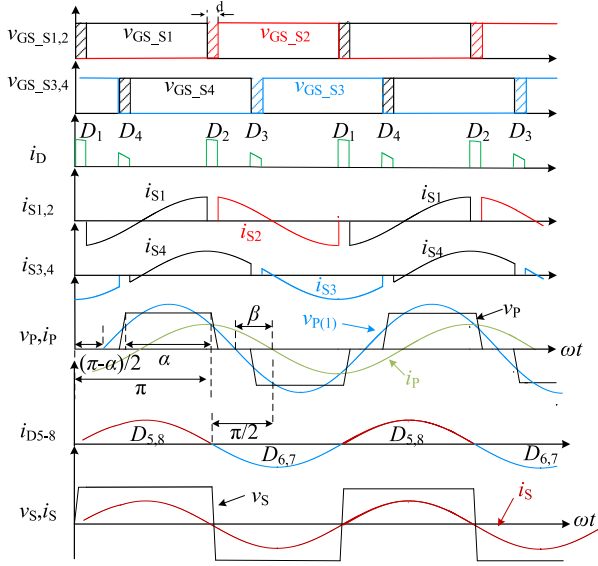 d
vGS_S1,2 vGS_S1 vGS_S2
vGS_S3,4 vGS_S4 vGS_S3
D1 D4 D2 D3 D1 D4 D2 D3
iD
iS1,2 iS1 iS2 iS1
iS3,4 iS4 iS3 iS4
vP,iP β vP(1) vP
(π-α)/2 α iP ωt
π
π/2
iD5-8 D5,8 D6,7 D5,8 D6,7
vS,iS vS iS ωt